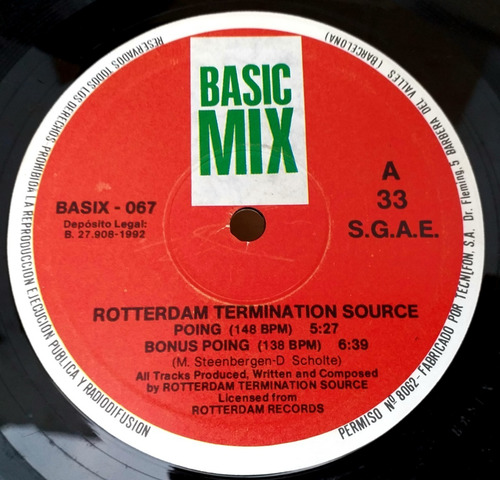 BASIC
MIX
BASIX - 067
Depósito Legal:
B. 27.908-1992
A
33
S.G.A.E.
ROTTERDAM TERMINATION SOURCE
POING (148 BPM) 5:27
BONUS POING (138 BPM) 6:39
(M. Steenbergen-D Scholte)
All Tracks Produced, Written and Composed
by ROTTERDAM TERMINATION SOURCE
Licensed from
ROTTERDAM RECORDS
RESERVADOS TODOS LOS DERECHOS PROHIBIDA LA REPRODUCCION EJECUCION PUBLICA Y RADIODIFUSION
PERMISO Nº 8062-FABRICADO POR TECNIFON, S.A. Dr. Fleming, 5 BARBERA DEL VALLES (BARCELONA)